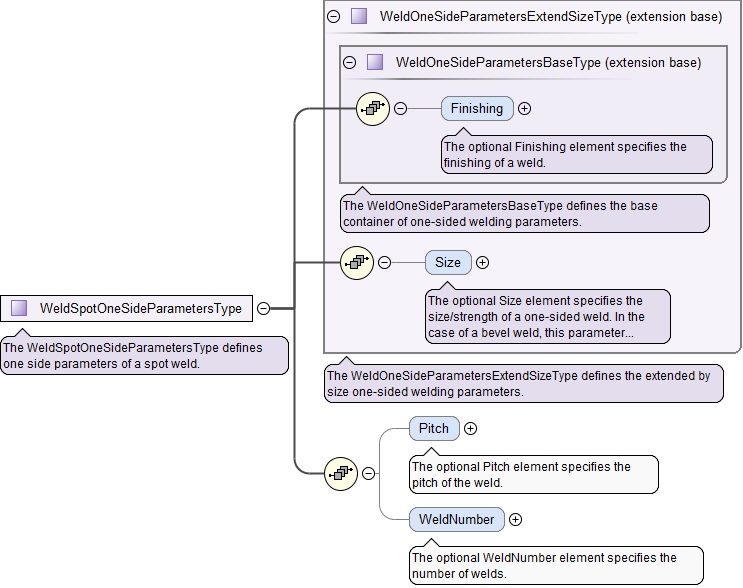 WeldOneSideParametersExtendSizeType (extension base)
WeldOneSideParametersBaseType (extension base)
Finishing
The optional Finishing element specifies the
finishing of a weld.
The WeldOneSideParametersBaseType defines the base
container of one-sided welding parameters.
Size
The optional Size element specifies the
size/strength of a one-sided weld. In the
case of a bevel weld, this parameter...
WeldSpotOneSideParametersType
The WeldSpotOneSideParametersType defines
one side parameters of a spot weld.
The WeldOneSideParametersExtendSizeType defines the extended by
size one-sided welding parameters.
Pitch
The optional Pitch element specifies the
pitch of the weld.
WeldNumber
The optional WeldNumber element specifies the
number of welds.